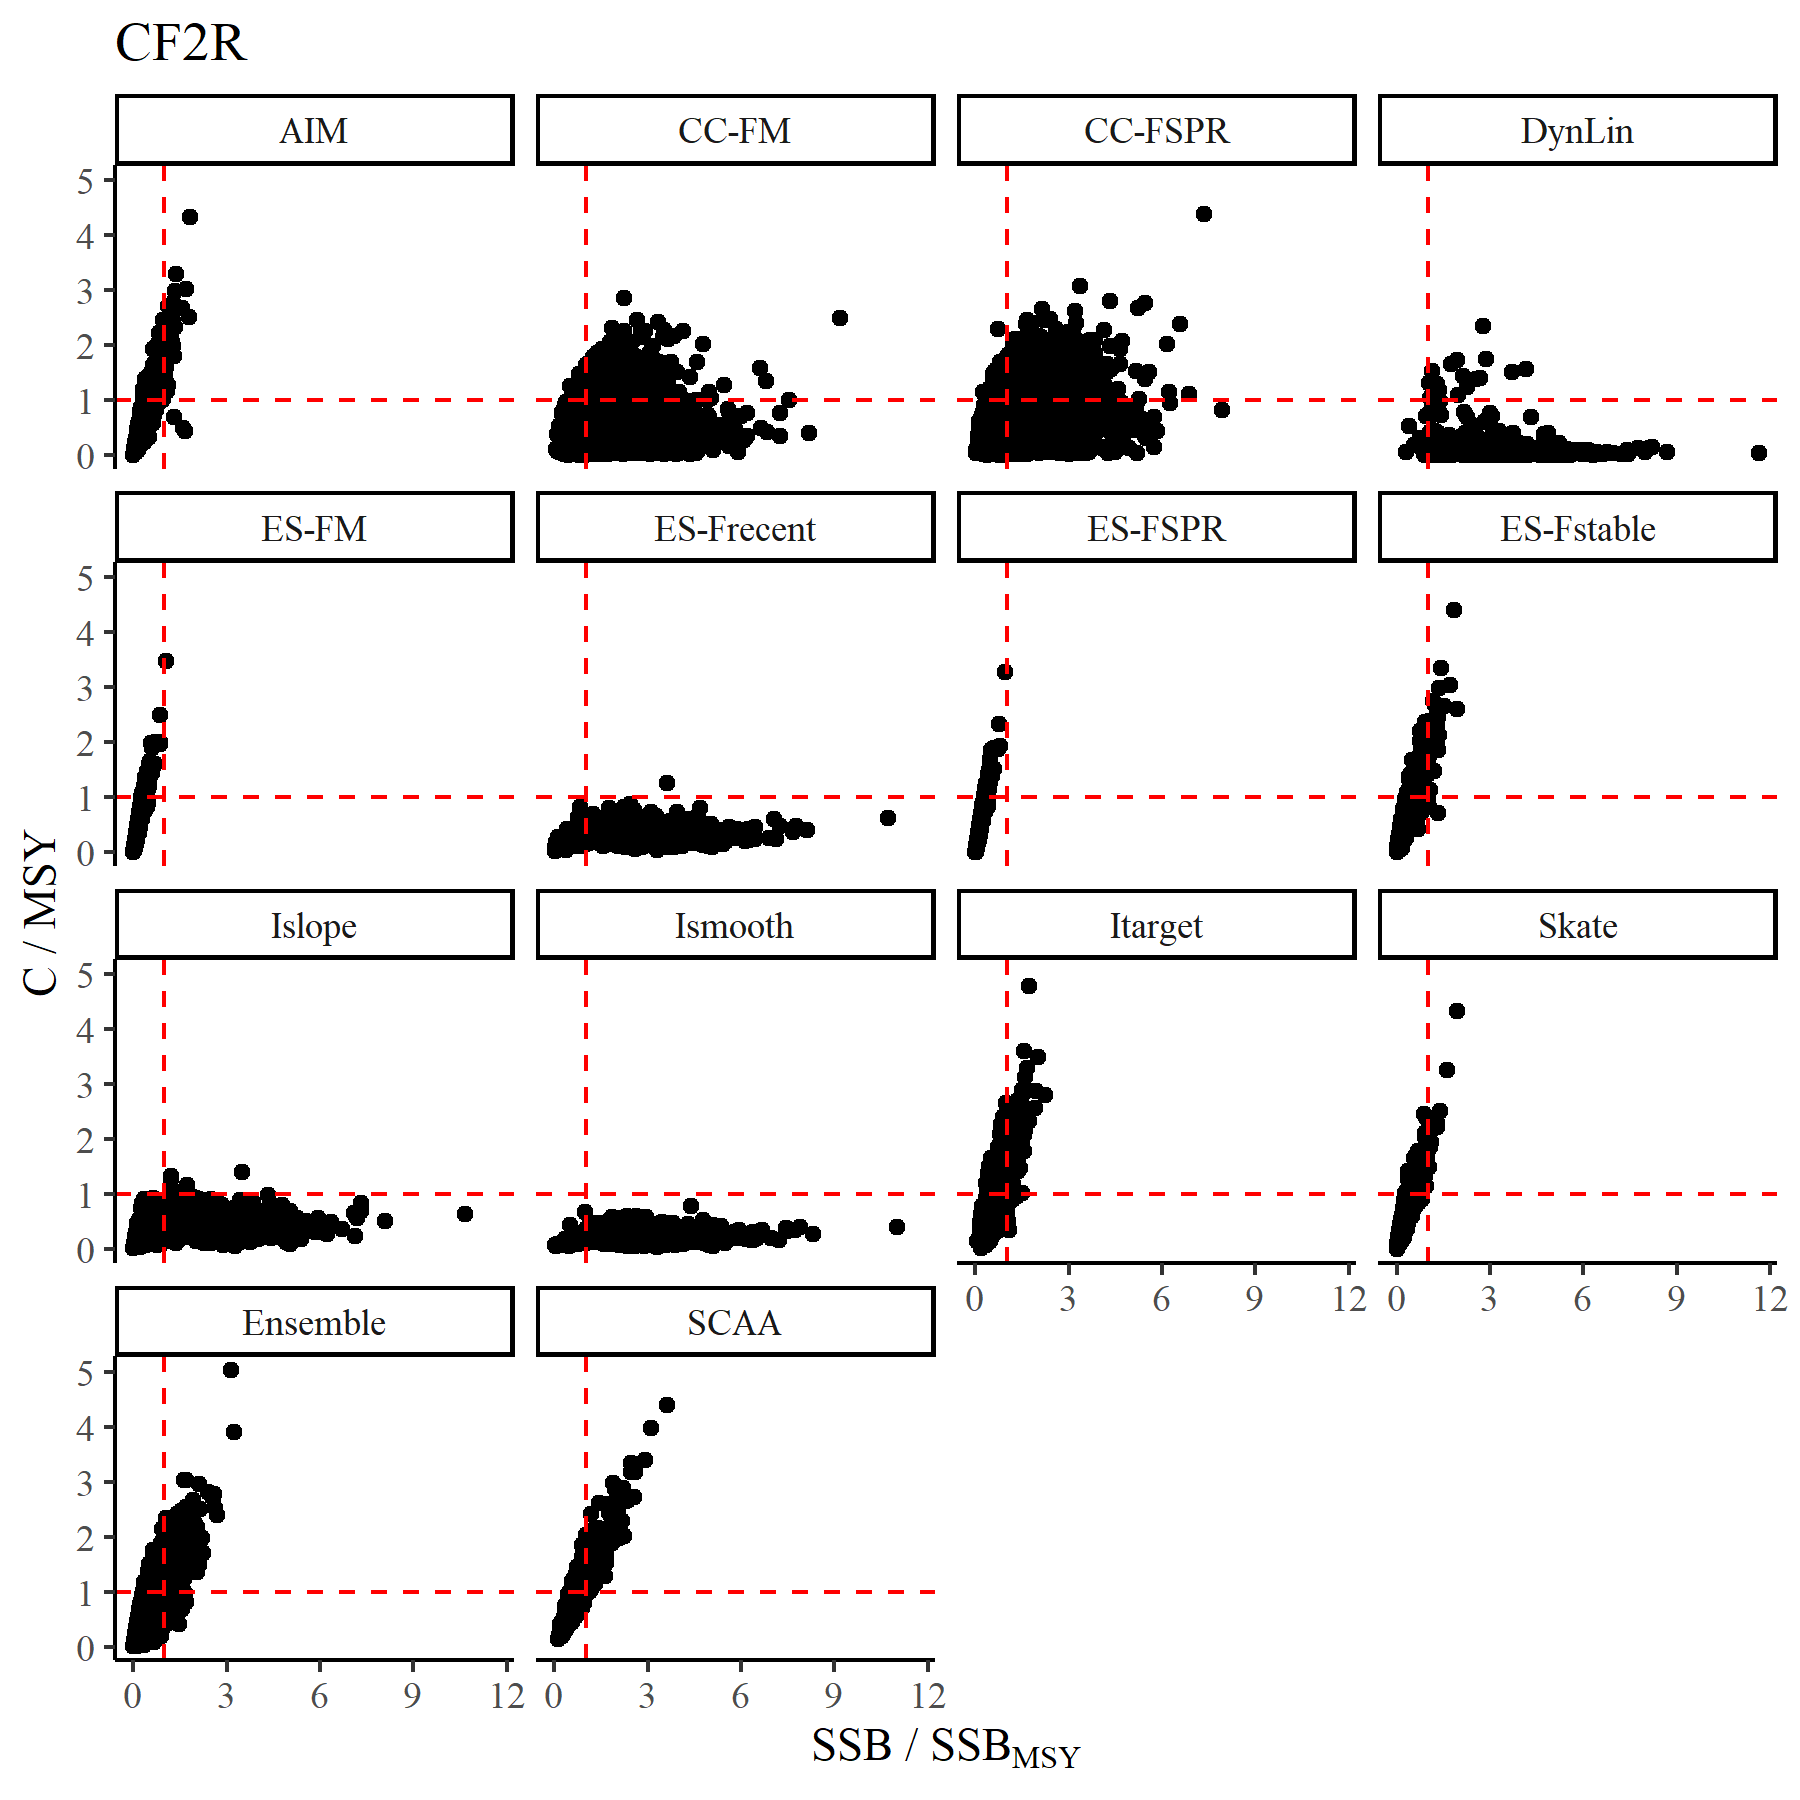 CF2R
AIM CC-FM CC-FSPR DynLin
5
4
3
2
1
0
ES-FM ES-Frecent ES-FSPR ES-Fstable
5
4
3
2
1
0
C / MSY
Islope Ismooth Itarget Skate
5
4
3
2
1
0
0 3 6 9 12 0 3 6 9 12
Ensemble SCAA
5
4
3
2
1
0
0 3 6 9 12 0 3 6 9 12
SSB / SSB_MSY